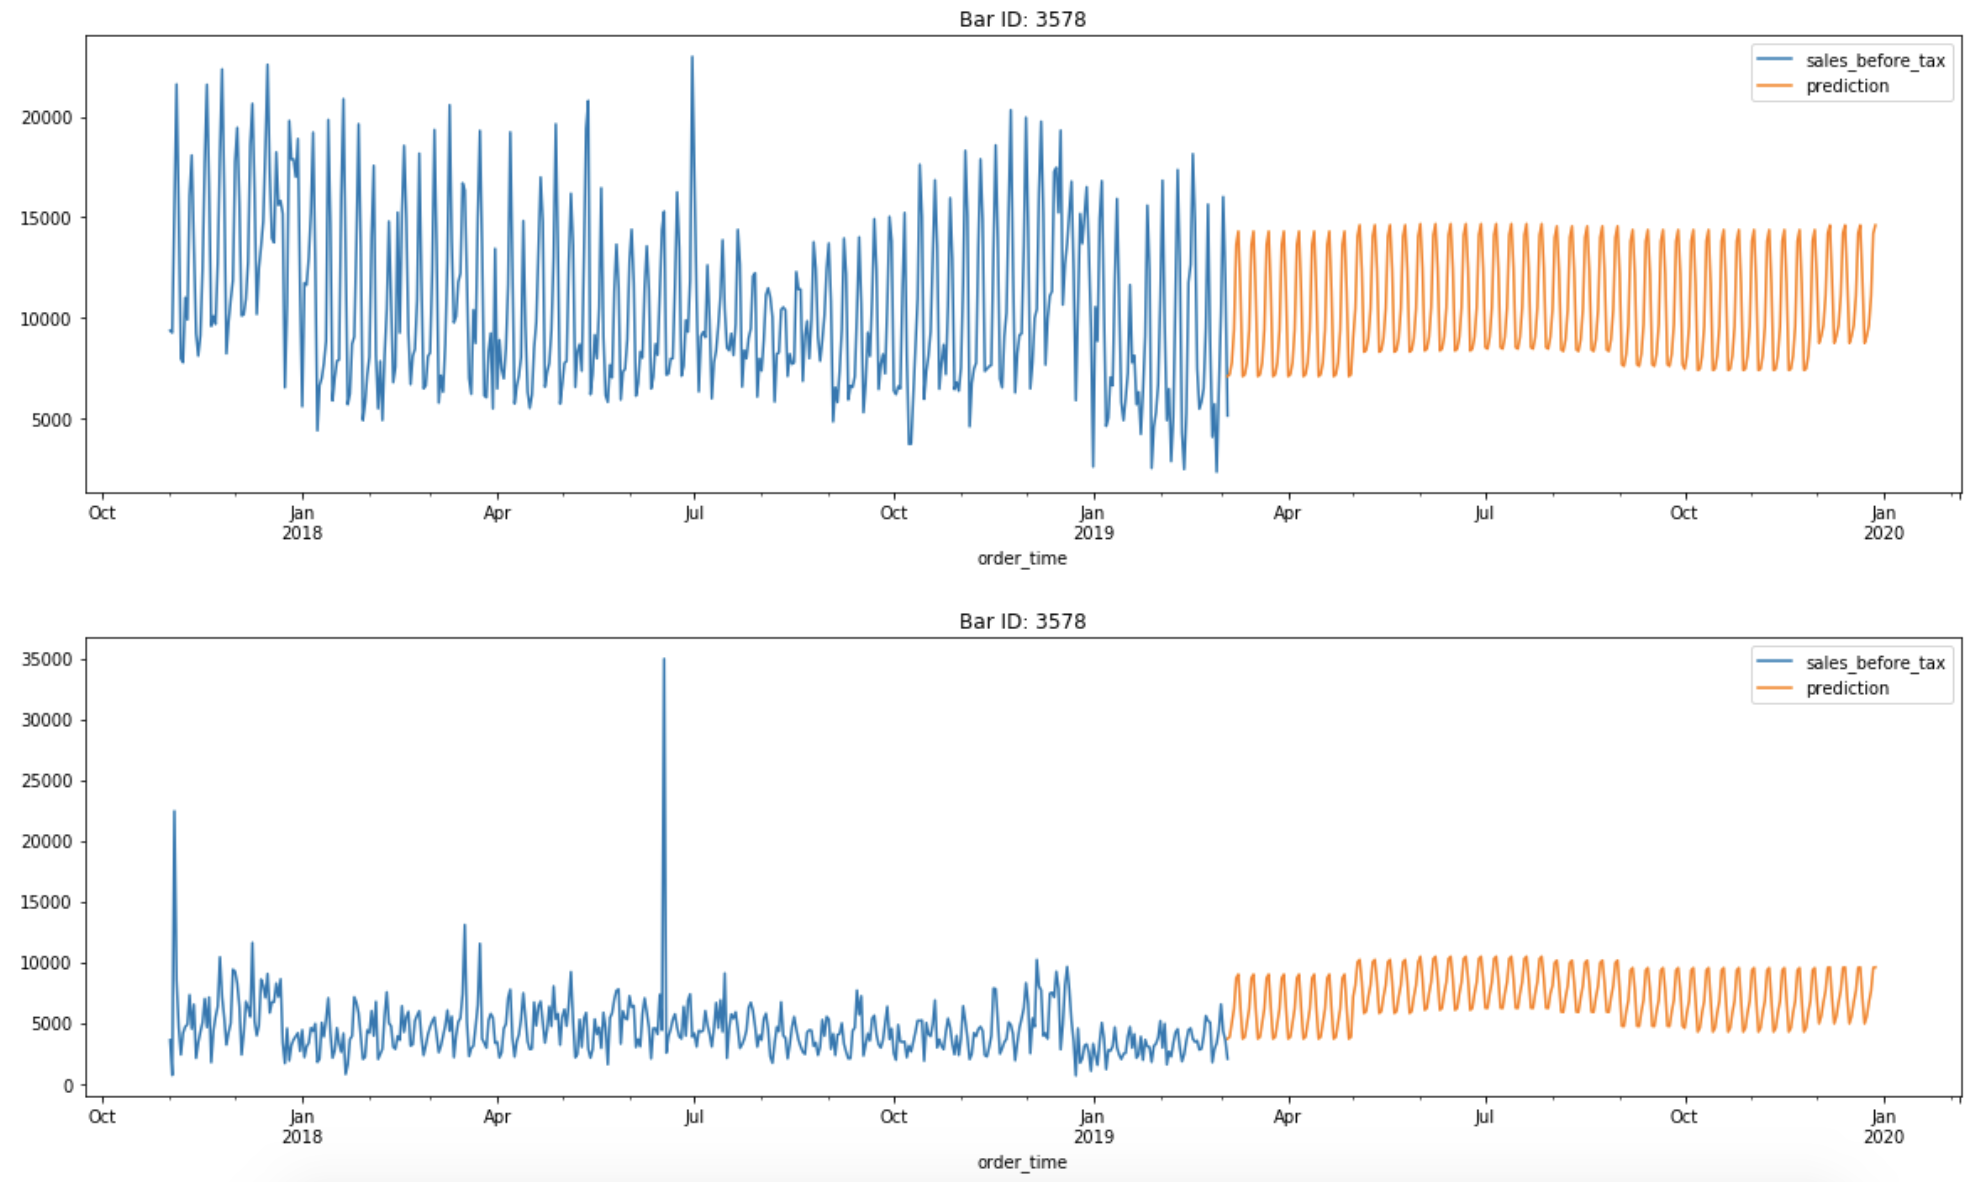 Bar ID: 3578
sales_before_tax
prediction
20000
15000
10000
5000
Oct Jan Apr Jul Oct Jan Apr Jul Oct Jan
2018 2019 2020
order_time
Bar ID: 3578
sales_before_tax
prediction
35000
30000
25000
20000
15000
10000
5000
0
Oct Jan Apr Jul Oct Jan Apr Jul Oct Jan
2018 2019 2020
order_time